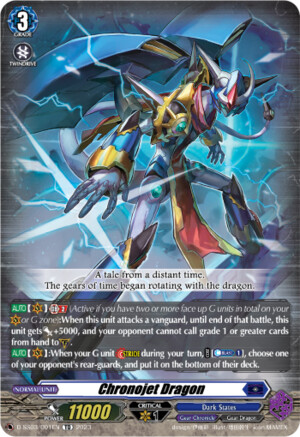 3
GRADE
TWINDRIVE
A tale from a distant time.
The gears of time began rotating with the dragon.
AUTO (Active if you have two or more face up G units in total on your
or G zone):When this unit attacks a vanguard, until end of that battle, this
unit gets +5000, and your opponent cannot call grade 1 or greater cards
from hand to
AUTO :When your G unit STRIDE during your turn, choose one
of your opponent's rear-guards, and put it on the bottom of their deck.
NORMAL UNIT
Chronojet Dragon
POWER 11000
CRITICAL
1
Dark States
Gear Chronicle
Gear Dragon